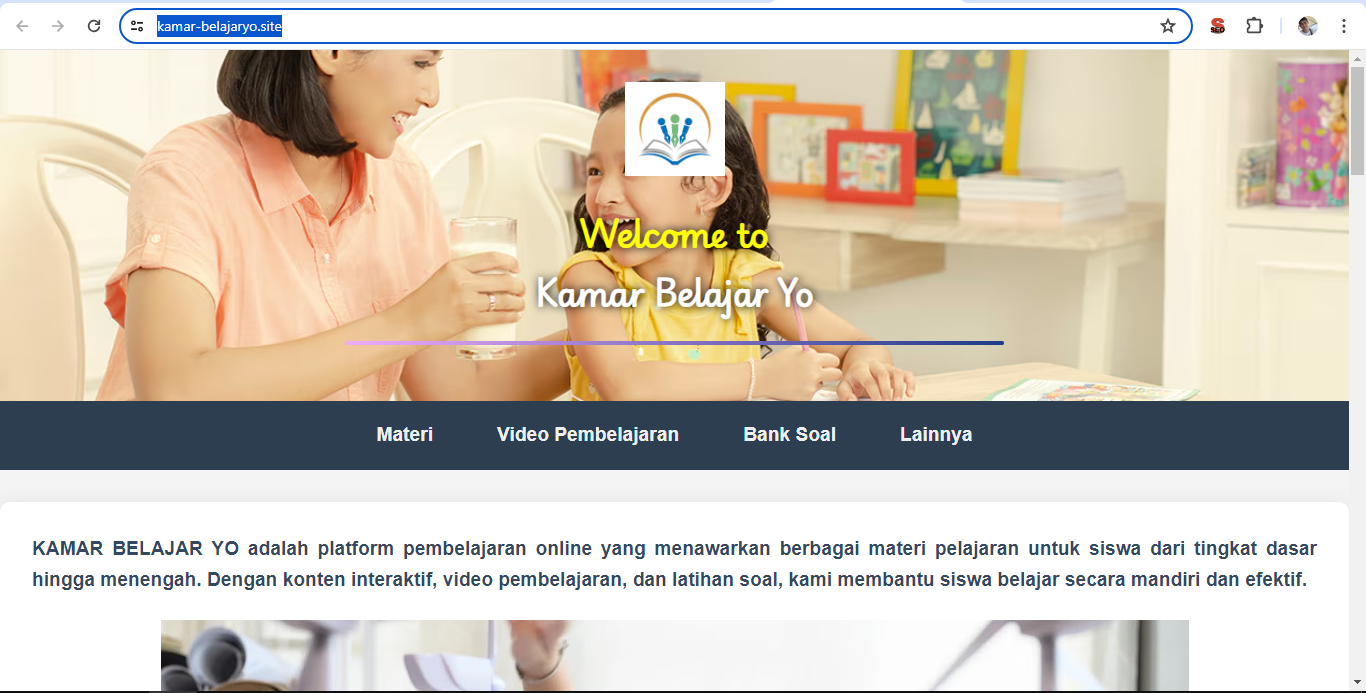 kamar-belajaryo.site
SEO
Welcome to
Kamar Belajar Yo
Materi Video Pembelajaran Bank Soal Lainnya
KAMAR BELAJAR YO adalah platform pembelajaran online yang menawarkan berbagai materi pelajaran untuk siswa dari tingkat dasar
hingga menengah. Dengan konten interaktif, video pembelajaran, dan latihan soal, kami membantu siswa belajar secara mandiri dan efektif.